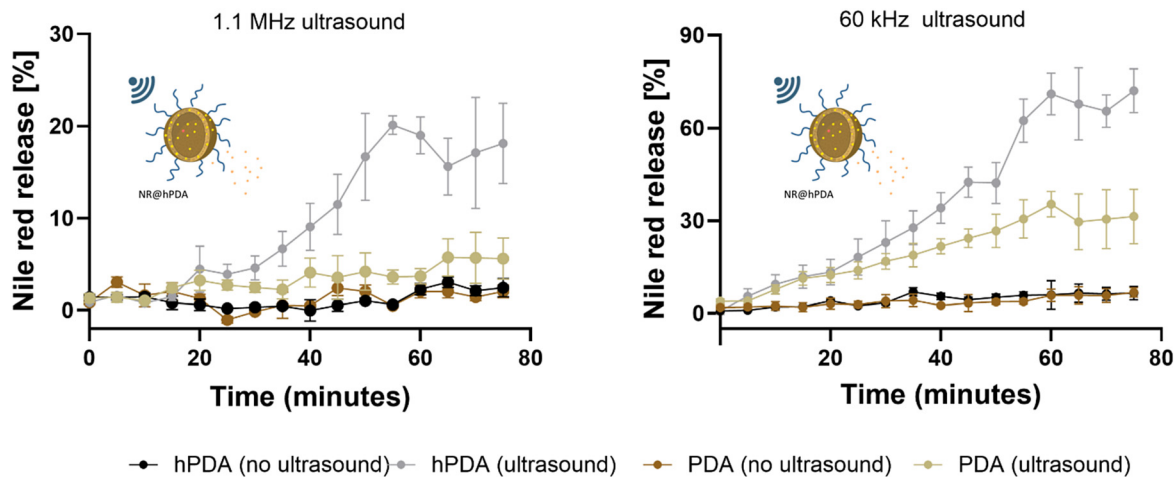 1.1 MHz ultrasound
Nile red release [%]
30
20
10
0
NR@hPDA
0 20 40 60 80
Time (minutes)
60 kHz ultrasound
Nile red release [%]
90
60
30
0
NR@hPDA
20 40 60 80
Time (minutes)
hPDA (no ultrasound) hPDA (ultrasound) PDA (no ultrasound) PDA (ultrasound)